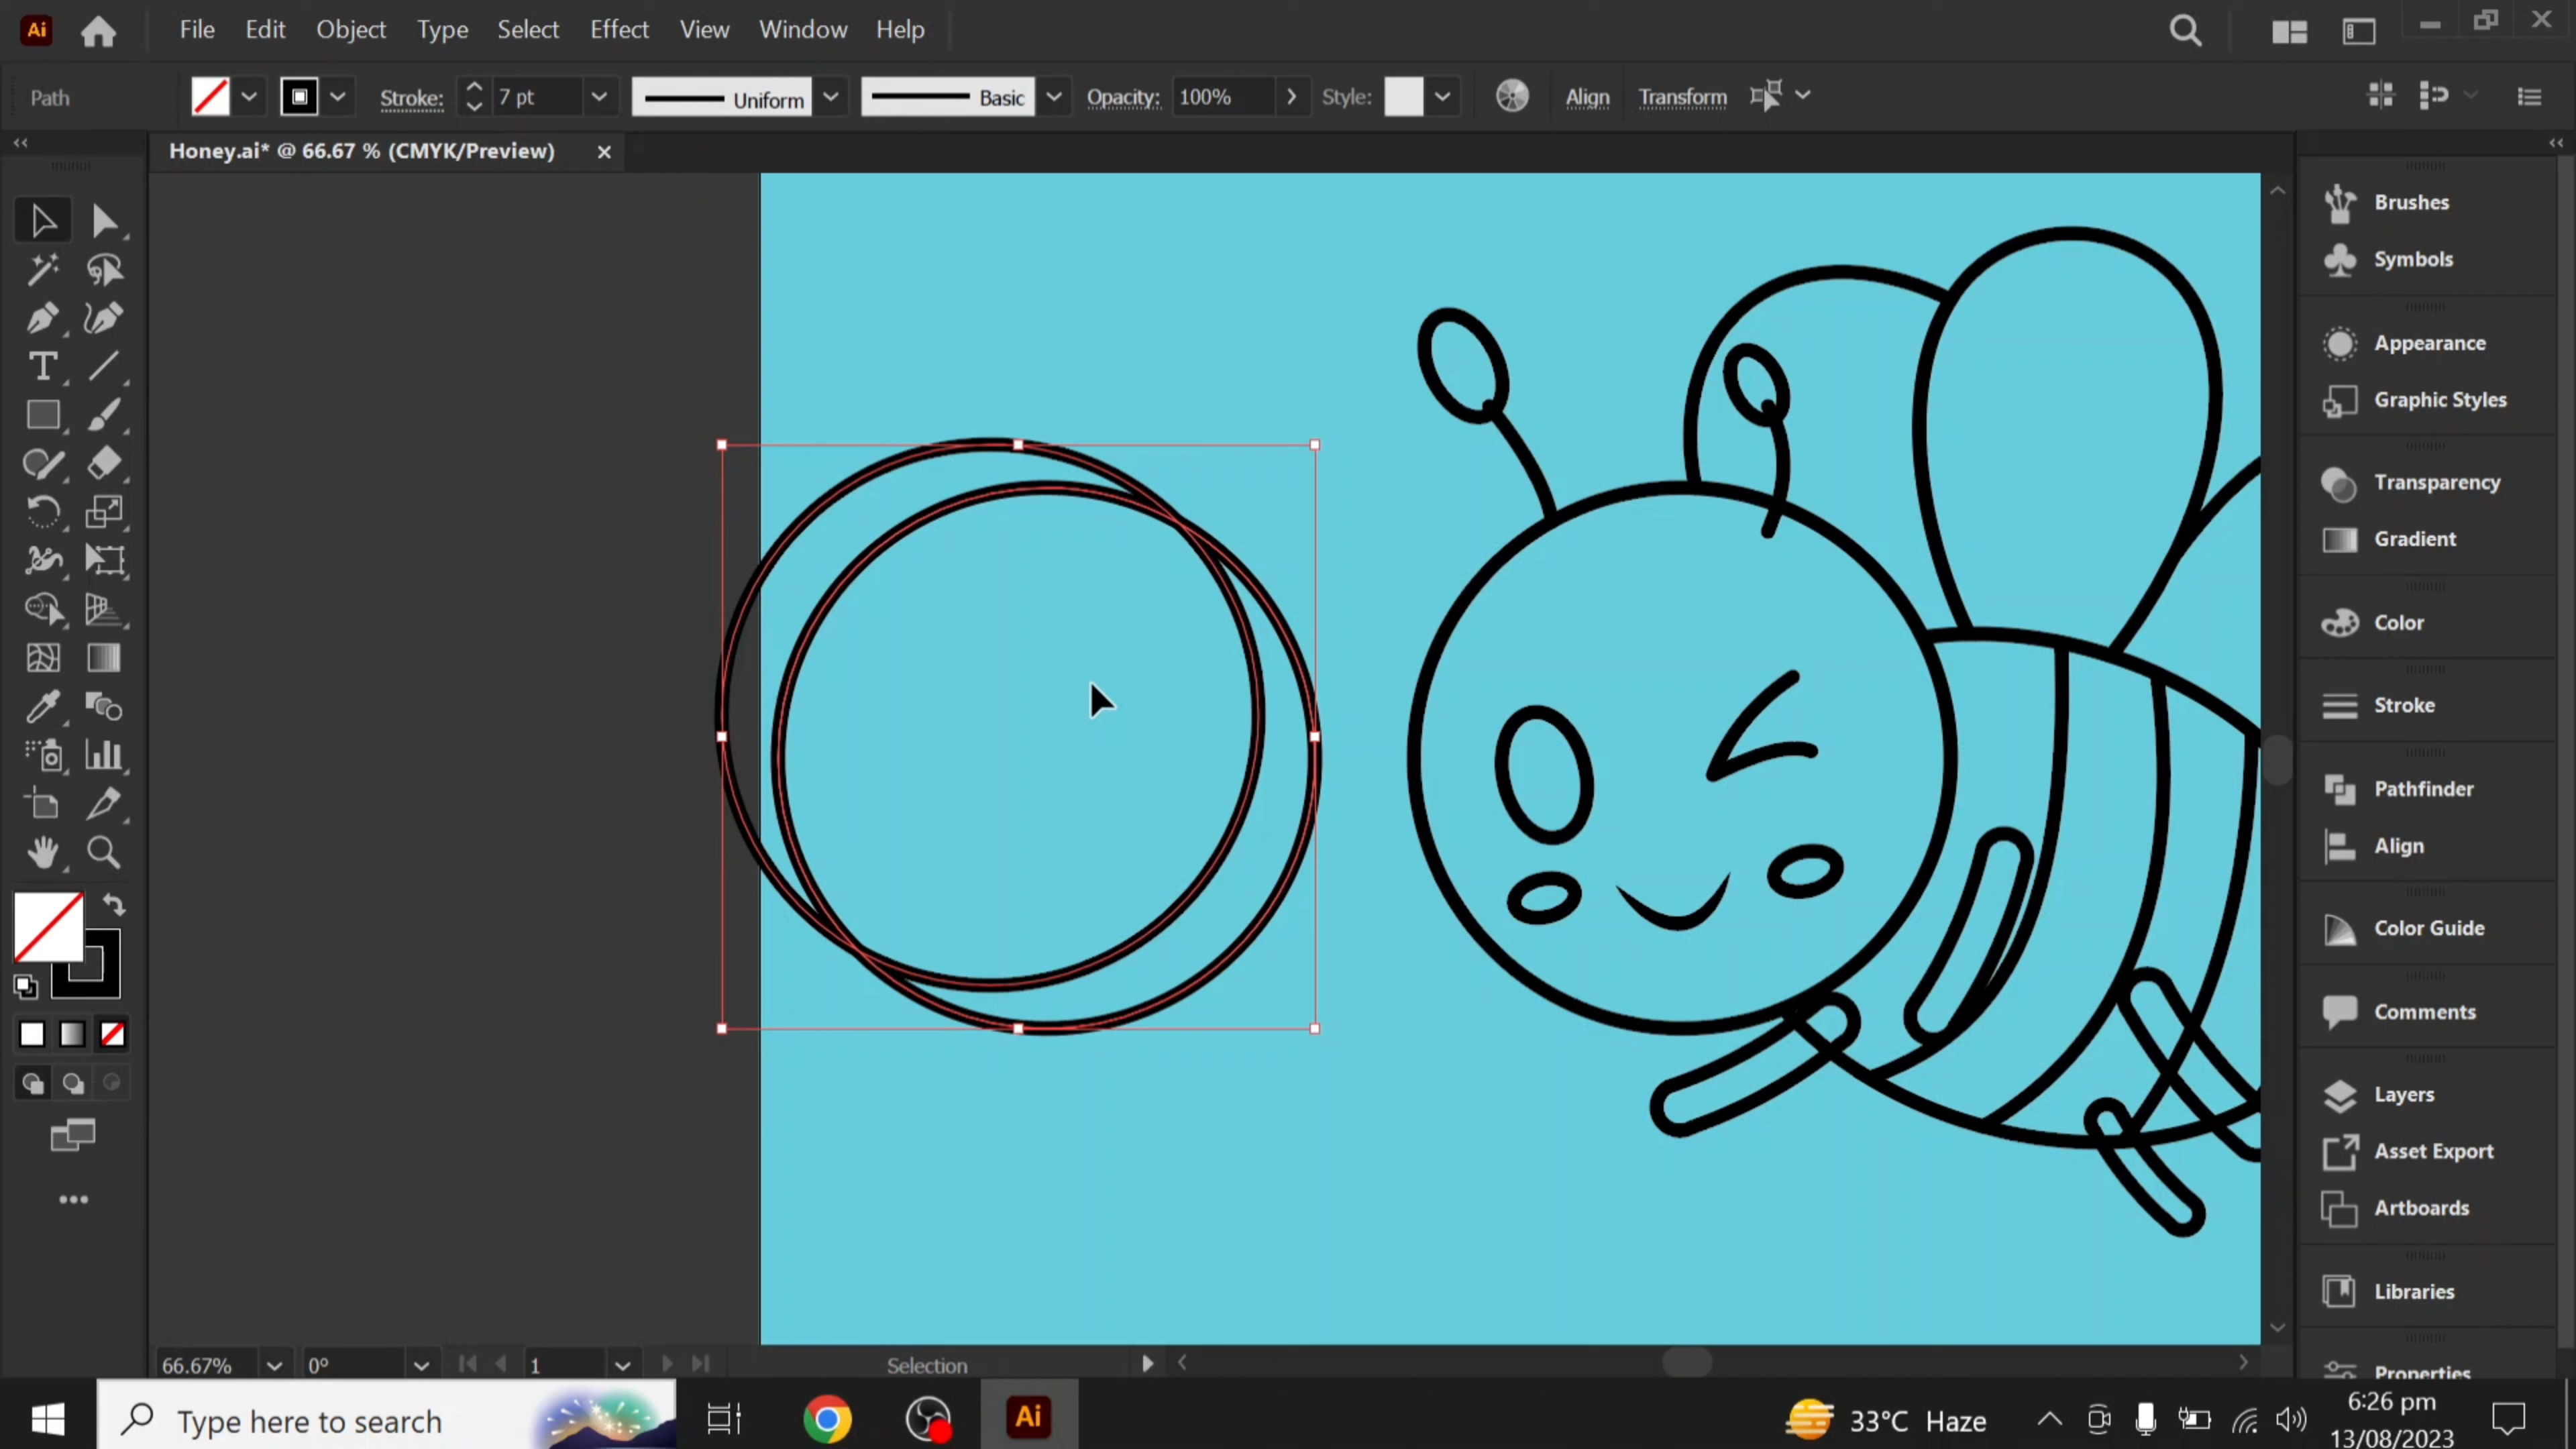 Ai File Edit Object Type Select Effect View Window Help
Path Stroke: 7 pt Uniform Basic Opacity: 100% Style: Align Transform
Honey.ai* @ 66.67 % (CMYK/Preview)
Brushes
Symbols
Appearance
Graphic Styles
Transparency
Gradient
Color
Stroke
Pathfinder
Align
Color Guide
Comments
Layers
Asset Export
Artboards
Libraries
Properties
66.67% 0° 1 Selection
Type here to search Ai 33°C Haze 6:26 pm
13/08/2023